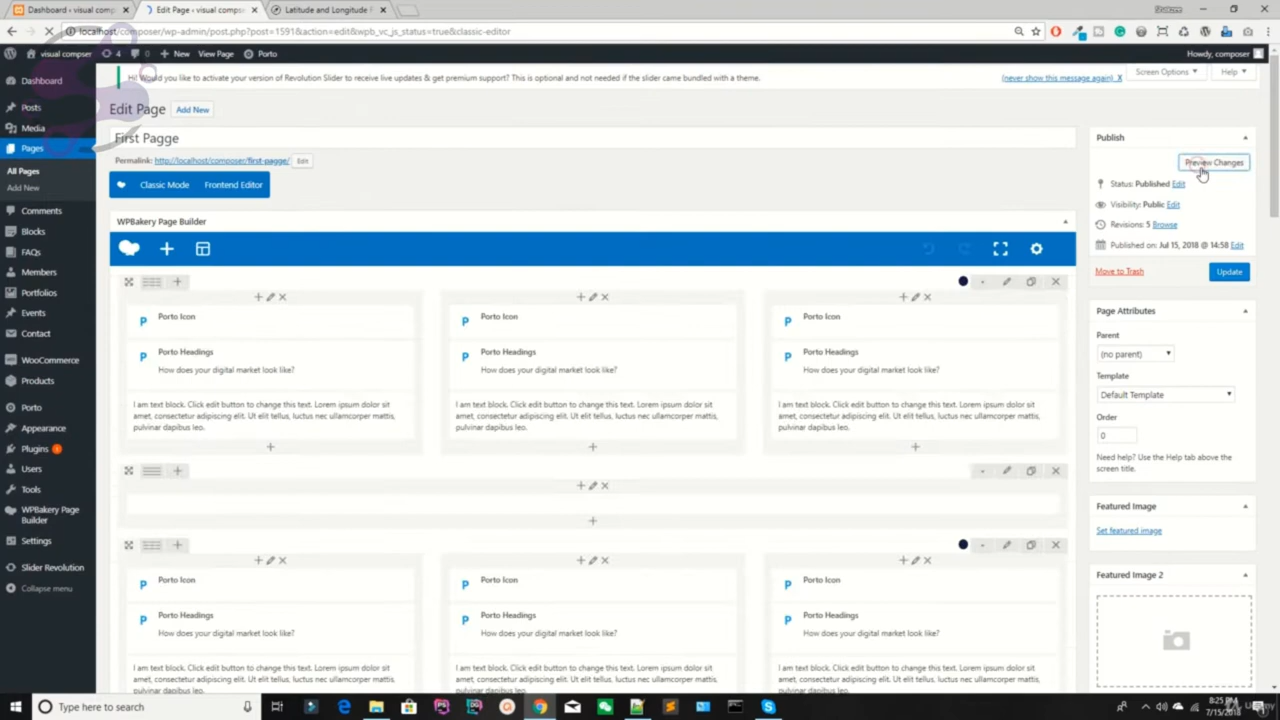 Dashboard ‹ visual comp
Edit Page ‹ visual compos
Latitude and Longitude F
localhost/composer/wp-admin/post.php?post=1591&action=edit&wpb_vc_js_status=true&classic-editor
visual composer
4
0
New
View Page
Porto
Howdy, composer
Hi! Would you like to activate your version of Revolution Slider to receive live updates & get premium support? This is optional and not needed if the slider came bundled with a theme.
(never show this message again) X
Screen Options
Help
Dashboard
Posts
Media
Pages
All Pages
Add New
Comments
Blocks
FAQs
Members
Portfolios
Events
Contact
WooCommerce
Products
Porto
Appearance
Plugins
Users
Tools
WPBakery Page
Builder
Settings
Slider Revolution
Collapse menu
Edit Page
Add New
First Pagge
Permalink: http://localhost/composer/first-pagge/
Edit
Classic Mode
Frontend Editor
WPBakery Page Builder
Porto Icon
Porto Icon
Porto Icon
Porto Headings
How does your digital market look like?
Porto Headings
How does your digital market look like?
Porto Headings
How does your digital market look like?
I am text block. Click edit button to change this text. Lorem ipsum dolor sit
amet, consectetur adipiscing elit. Ut elit tellus, luctus nec ullamcorper mattis,
pulvinar dapibus leo.
I am text block. Click edit button to change this text. Lorem ipsum dolor sit
amet, consectetur adipiscing elit. Ut elit tellus, luctus nec ullamcorper mattis,
pulvinar dapibus leo.
I am text block. Click edit button to change this text. Lorem ipsum dolor sit
amet, consectetur adipiscing elit. Ut elit tellus, luctus nec ullamcorper mattis,
pulvinar dapibus leo.
Porto Icon
Porto Icon
Porto Icon
Porto Headings
How does your digital market look like?
Porto Headings
How does your digital market look like?
Porto Headings
How does your digital market look like?
I am text block. Click edit button to change this text. Lorem ipsum dolor sit
amet, consectetur adipiscing elit. Ut elit tellus, luctus nec ullamcorper mattis,
pulvinar dapibus leo.
I am text block. Click edit button to change this text. Lorem ipsum dolor sit
amet, consectetur adipiscing elit. Ut elit tellus, luctus nec ullamcorper mattis,
pulvinar dapibus leo.
I am text block. Click edit button to change this text. Lorem ipsum dolor sit
amet, consectetur adipiscing elit. Ut elit tellus, luctus nec ullamcorper mattis,
pulvinar dapibus leo.
Publish
Preview Changes
Status: Published Edit
Visibility: Public Edit
Revisions: 5 Browse
Published on: Jul 15, 2018 @ 14:58 Edit
Move to Trash
Update
Page Attributes
Parent
(no parent)
Template
Default Template
Order
0
Need help? Use the Help tab above the
screen title.
Featured Image
Set featured image
Featured Image 2
Type here to search
8:25 PM
7/15/2018